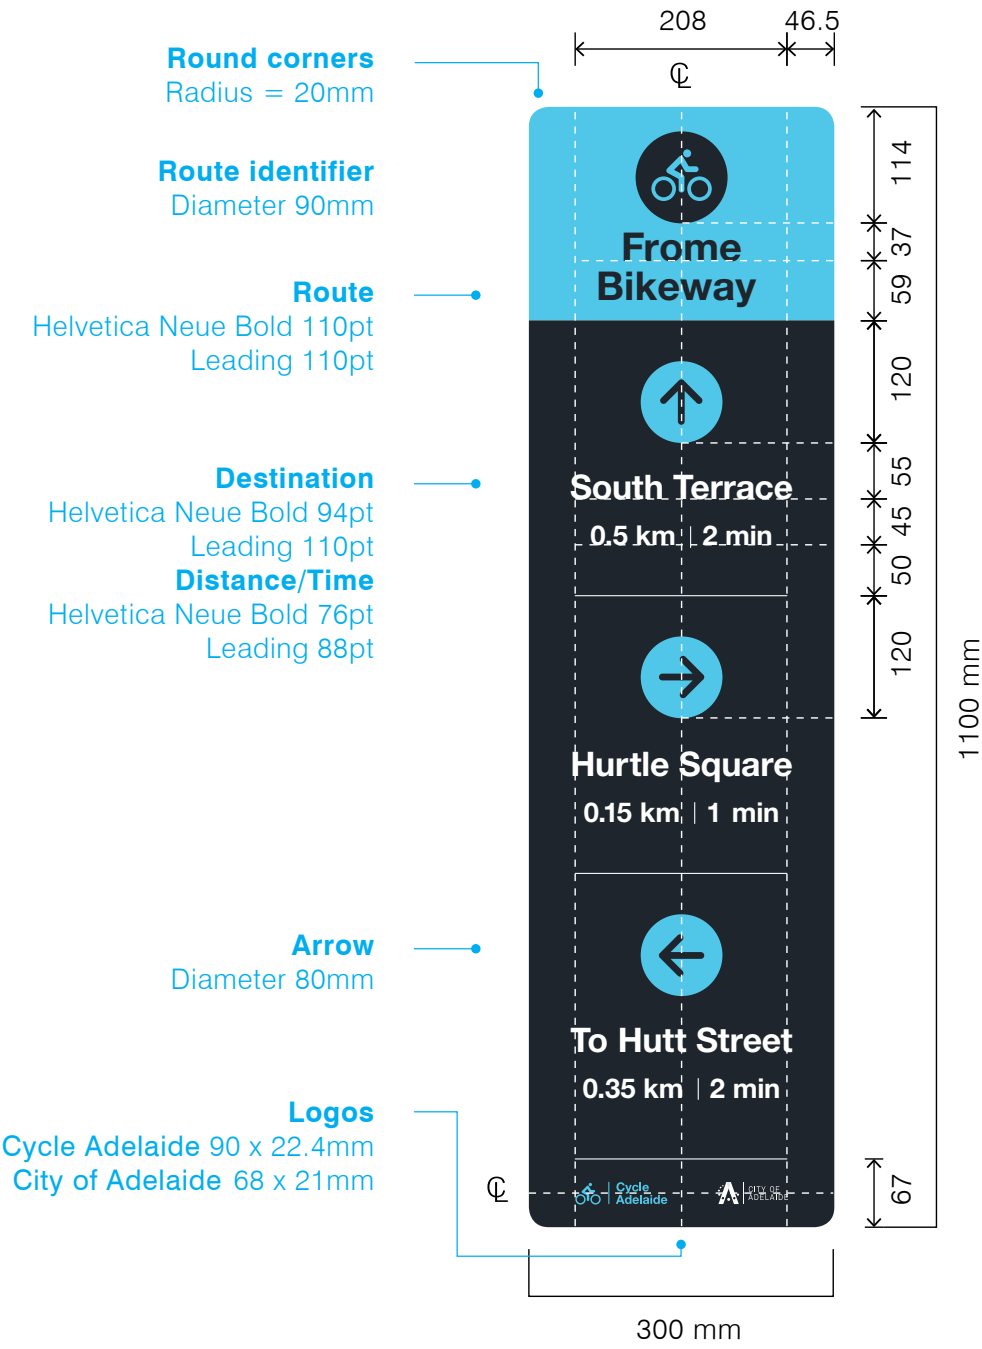 208
46.5
℄
Round corners
Radius = 20mm
Route identifier
Diameter 90mm
Route
Helvetica Neue Bold 110pt
Leading 110pt
Destination
Helvetica Neue Bold 94pt
Leading 110pt
Distance/Time
Helvetica Neue Bold 76pt
Leading 88pt
Arrow
Diameter 80mm
Logos
Cycle Adelaide 90 x 22.4mm
City of Adelaide 68 x 21mm
Frome
Bikeway
South Terrace
0.5 km | 2 min
Hurtle Square
0.15 km | 1 min
To Hutt Street
0.35 km | 2 min
℄
Cycle
Adelaide
CITY OF
ADELAIDE
114
37
59
120
55
45
50
120
67
1100 mm
300 mm